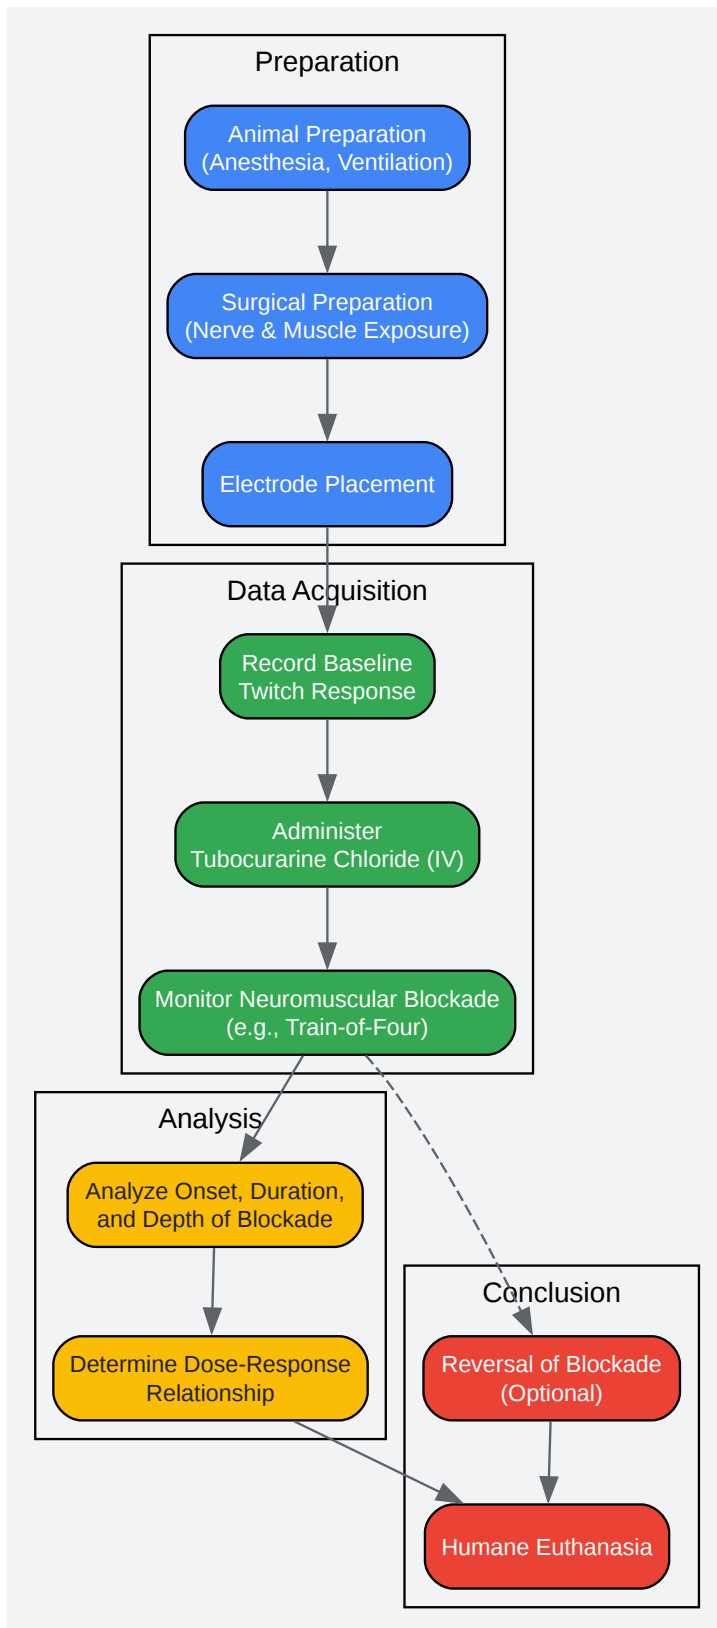 Preparation
Animal Preparation
(Anesthesia, Ventilation)
Surgical Preparation
(Nerve & Muscle Exposure)
Electrode Placement
Data Acquisition
Record Baseline
Twitch Response
Administer
Tubocurarine Chloride (IV)
Monitor Neuromuscular Blockade
(e.g., Train-of-Four)
Analysis
Analyze Onset, Duration,
and Depth of Blockade
Determine Dose-Response
Relationship
Conclusion
Reversal of Blockade
(Optional)
Humane Euthanasia